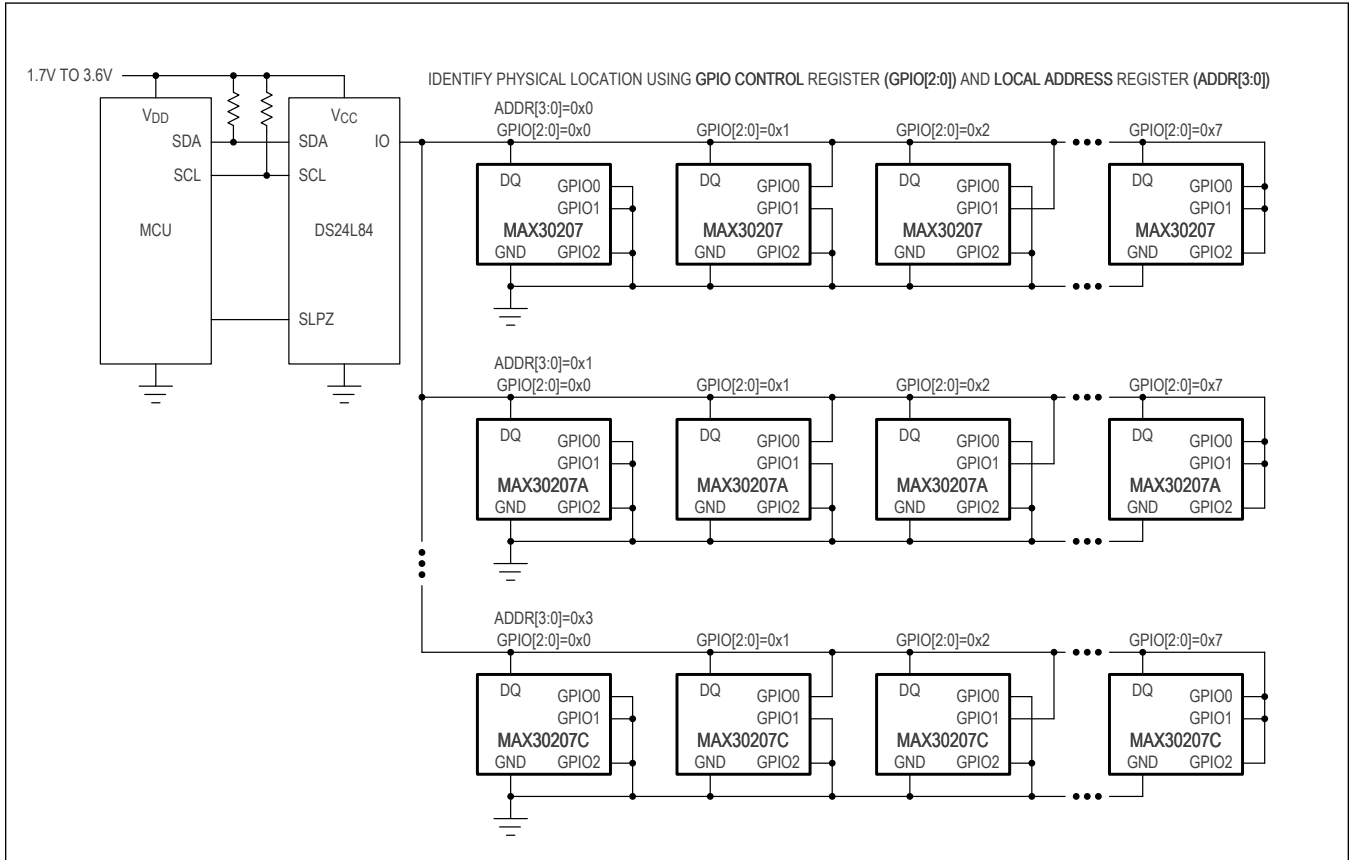 1.7V TO 3.6V
IDENTIFY PHYSICAL LOCATION USING GPIO CONTROL REGISTER (GPIO[2:0]) AND LOCAL ADDRESS REGISTER (ADDR[3:0])
VDD
SDA
SCL
MCU
VCC
SDA
IO
SCL
DS24L84
SLPZ
ADDR[3:0]=0x0
GPIO[2:0]=0x0 GPIO[2:0]=0x1 GPIO[2:0]=0x2 GPIO[2:0]=0x7
DQ GPIO0 DQ GPIO0 DQ GPIO0 DQ GPIO0
GPIO1 GPIO1 GPIO1 GPIO1
MAX30207 MAX30207 MAX30207 MAX30207
GND GPIO2 GND GPIO2 GND GPIO2 GND GPIO2
ADDR[3:0]=0x1
GPIO[2:0]=0x0 GPIO[2:0]=0x1 GPIO[2:0]=0x2 GPIO[2:0]=0x7
DQ GPIO0 DQ GPIO0 DQ GPIO0 DQ GPIO0
GPIO1 GPIO1 GPIO1 GPIO1
MAX30207A MAX30207A MAX30207A MAX30207A
GND GPIO2 GND GPIO2 GND GPIO2 GND GPIO2
ADDR[3:0]=0x3
GPIO[2:0]=0x0 GPIO[2:0]=0x1 GPIO[2:0]=0x2 GPIO[2:0]=0x7
DQ GPIO0 DQ GPIO0 DQ GPIO0 DQ GPIO0
GPIO1 GPIO1 GPIO1 GPIO1
MAX30207C MAX30207C MAX30207C MAX30207C
GND GPIO2 GND GPIO2 GND GPIO2 GND GPIO2